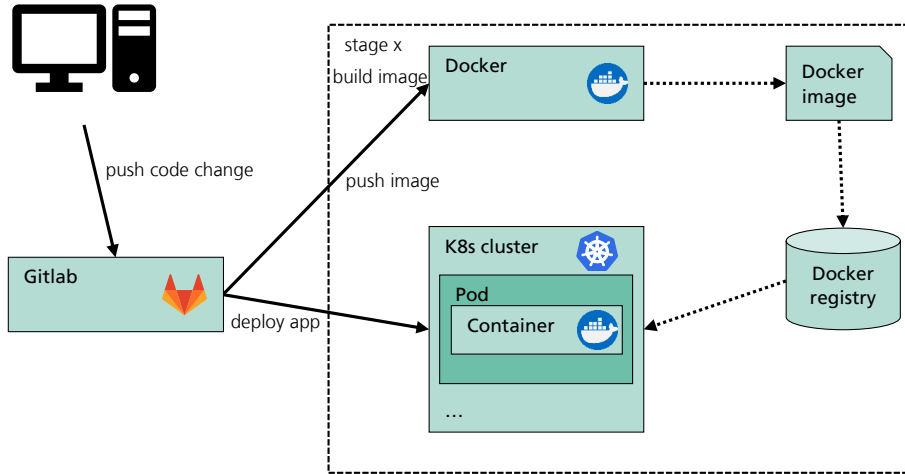 stage x
build image
Docker
Docker
image
push code change
push image
K8s cluster
Gitlab
Pod
Container
Docker
registry
deploy app
...